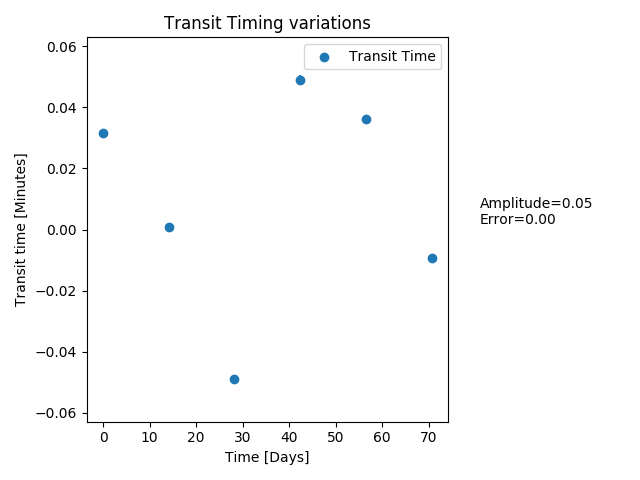 Transit Timing variations
Transit Time
0.06
0.04
0.02
0.00
−0.02
−0.04
−0.06
Transit time [Minutes]
Amplitude=0.05
Error=0.00
0 10 20 30 40 50 60 70
Time [Days]